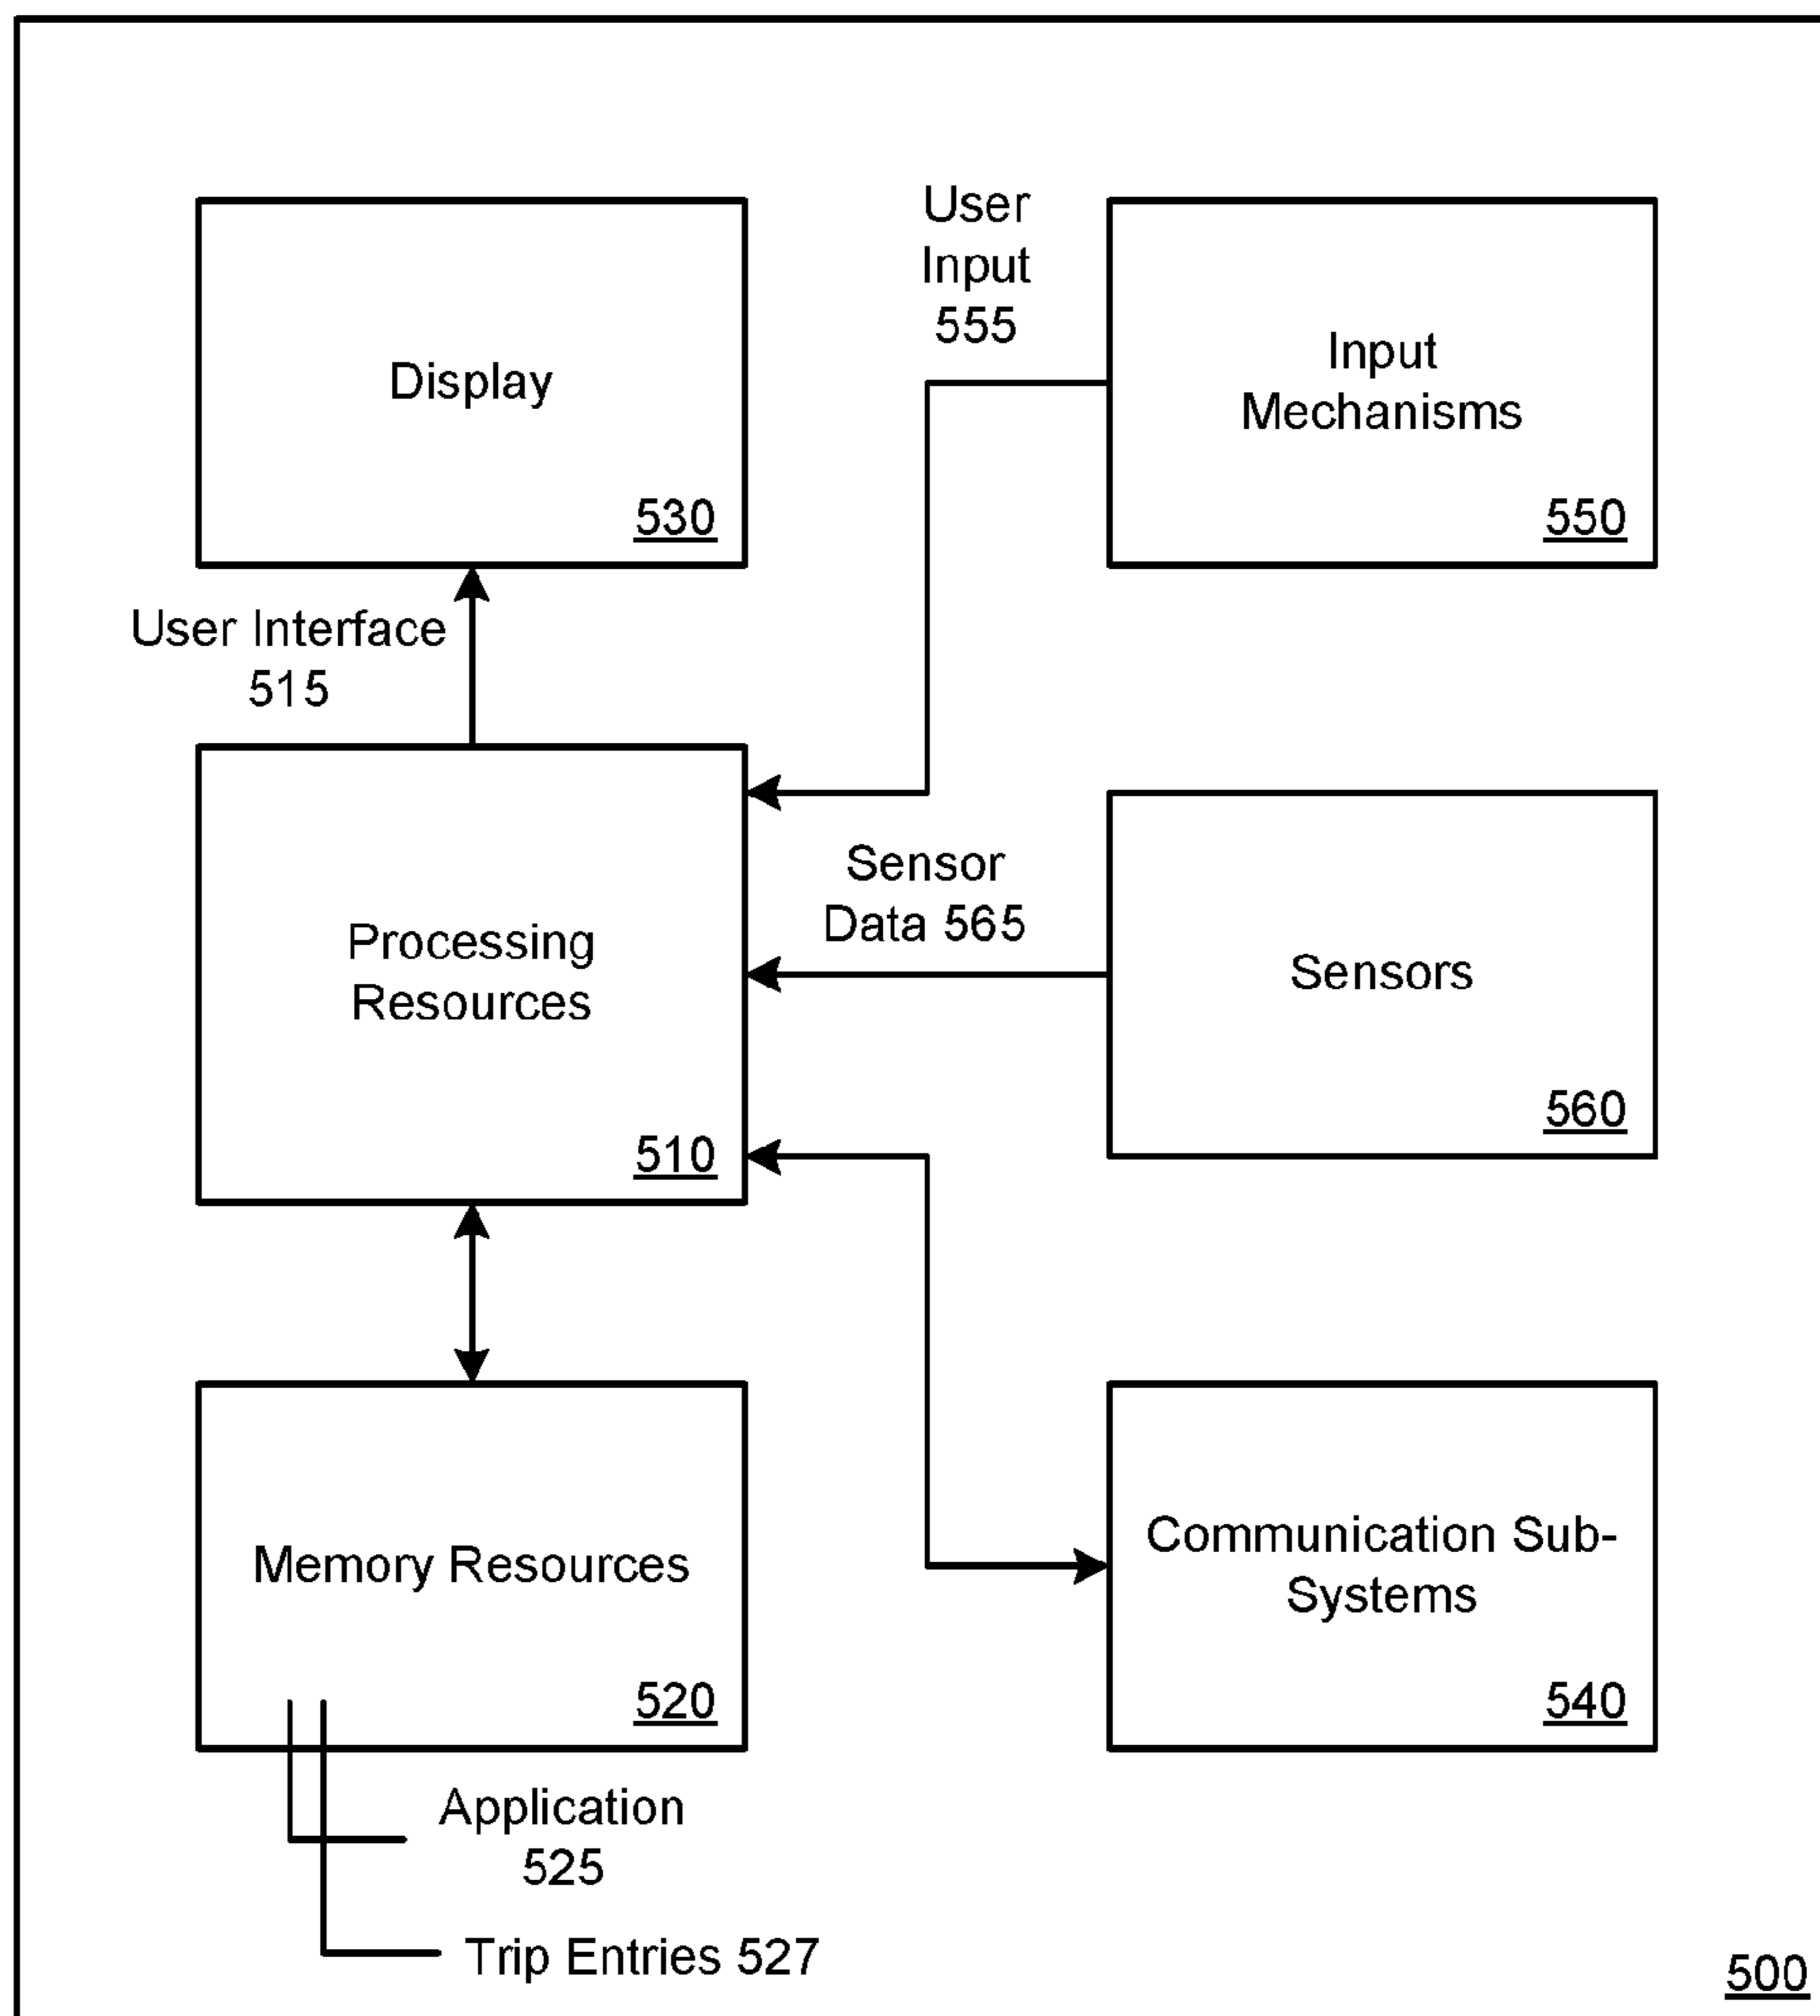 User
Input
555
Display
530
Input
Mechanisms
550
User Interface
515
Processing
Resources
510
Sensor
Data 565
Sensors
560
Memory Resources
520
Communication Sub-
Systems
540
Application
525
Trip Entries 527
500